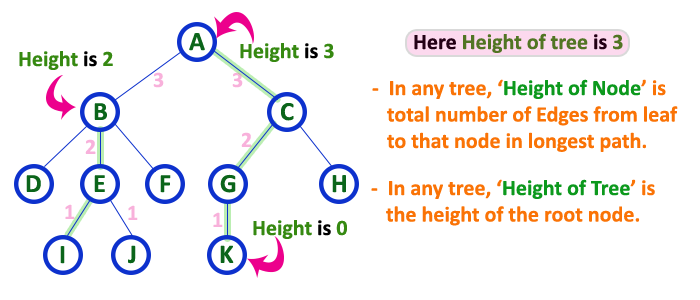 A
Height is 3
Here Height of tree is 3
Height is 2
3
3
- In any tree, ‘Height of Node’ is
total number of Edges from leaf
to that node in longest path.
B
C
2
2
D
E
F
G
H
- In any tree, ‘Height of Tree’ is
the height of the root node.
1
1
1
Height is 0
I
J
K